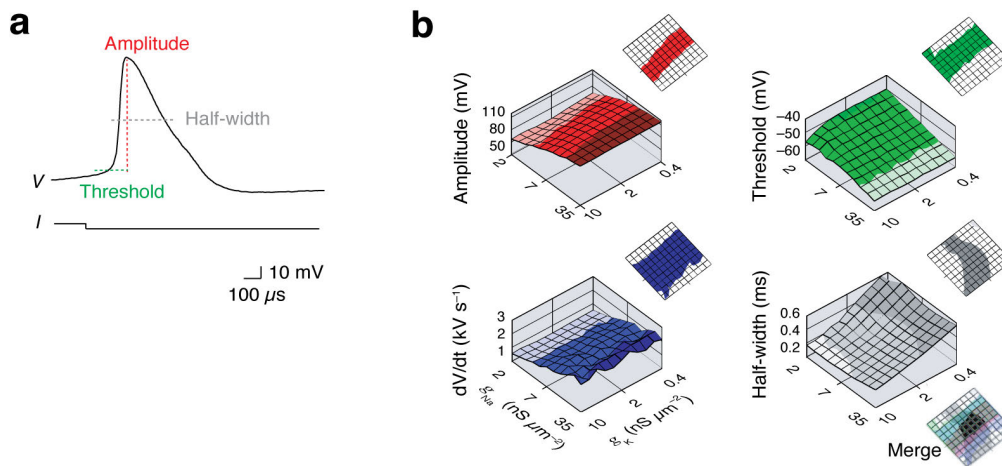 a
Amplitude
Half-width
Threshold
V
I
10 mV
100 µs
b
Amplitude (mV)
110
80
50
2
7
35
10
2
0.4
Threshold (mV)
−40
−50
−60
2
7
35
10
2
0.4
dV/dt (kV s⁻¹)
3
2
1
2
7
35
10
2
0.4
g_Na (nS µm⁻²)
g_K (nS µm⁻²)
Half-width (ms)
0.6
0.4
0.2
2
7
35
10
2
0.4
Merge